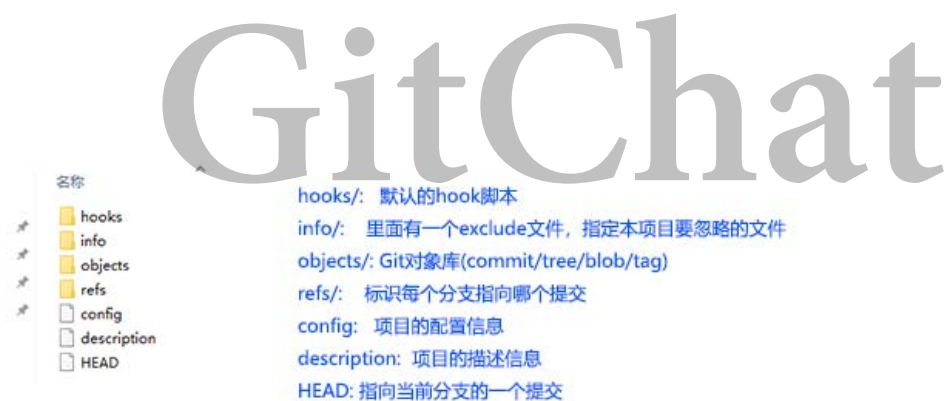 GitChat
名称
hooks
info
objects
refs
config
description
HEAD
hooks/: 默认的hook脚本
info/: 里面有一个exclude文件，指定本项目要忽略的文件
objects/: Git对象库(commit/tree/blob/tag)
refs/: 标识每个分支指向哪个提交
config: 项目的配置信息
description: 项目的描述信息
HEAD: 指向当前分支的一个提交